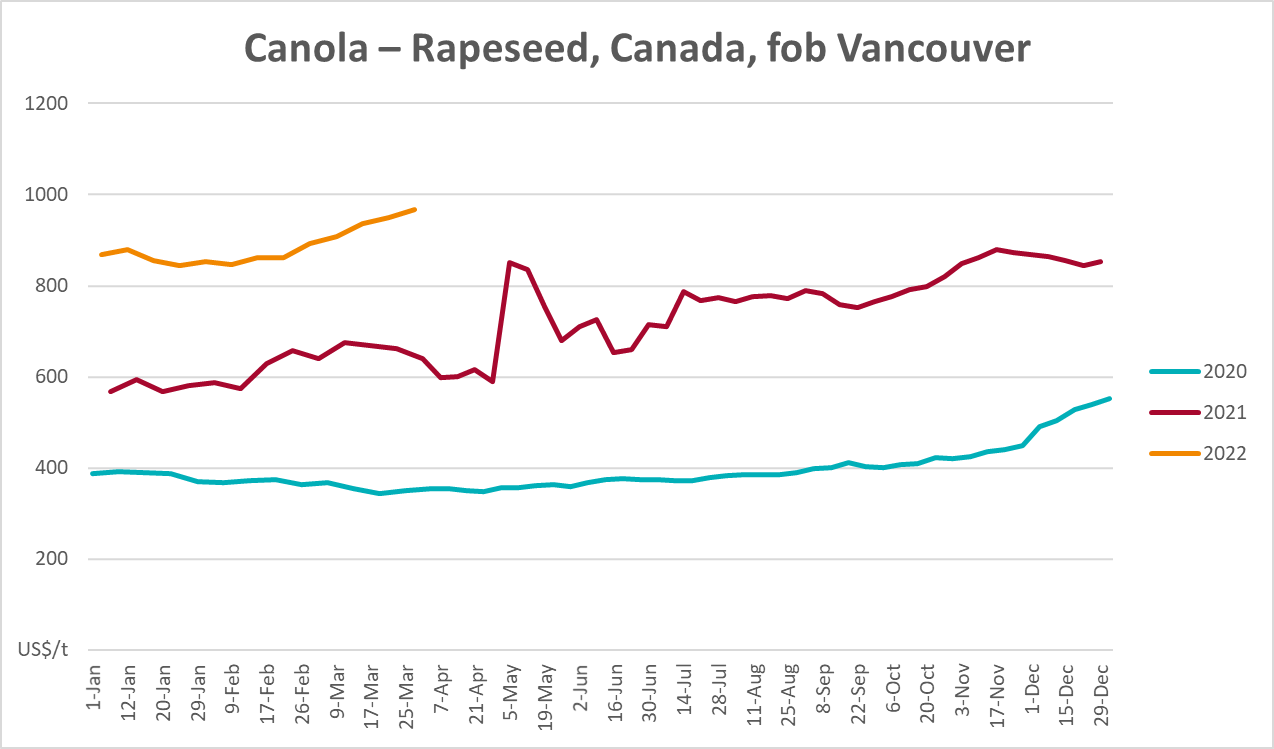 Canola – Rapeseed, Canada, fob Vancouver
1200
1000
800
600
400
200
US$/t
1-Jan
12-Jan
20-Jan
29-Jan
9-Feb
17-Feb
26-Feb
9-Mar
17-Mar
25-Mar
7-Apr
21-Apr
5-May
19-May
2-Jun
16-Jun
30-Jun
14-Jul
28-Jul
11-Aug
25-Aug
8-Sep
22-Sep
6-Oct
20-Oct
3-Nov
17-Nov
1-Dec
15-Dec
29-Dec
2020
2021
2022